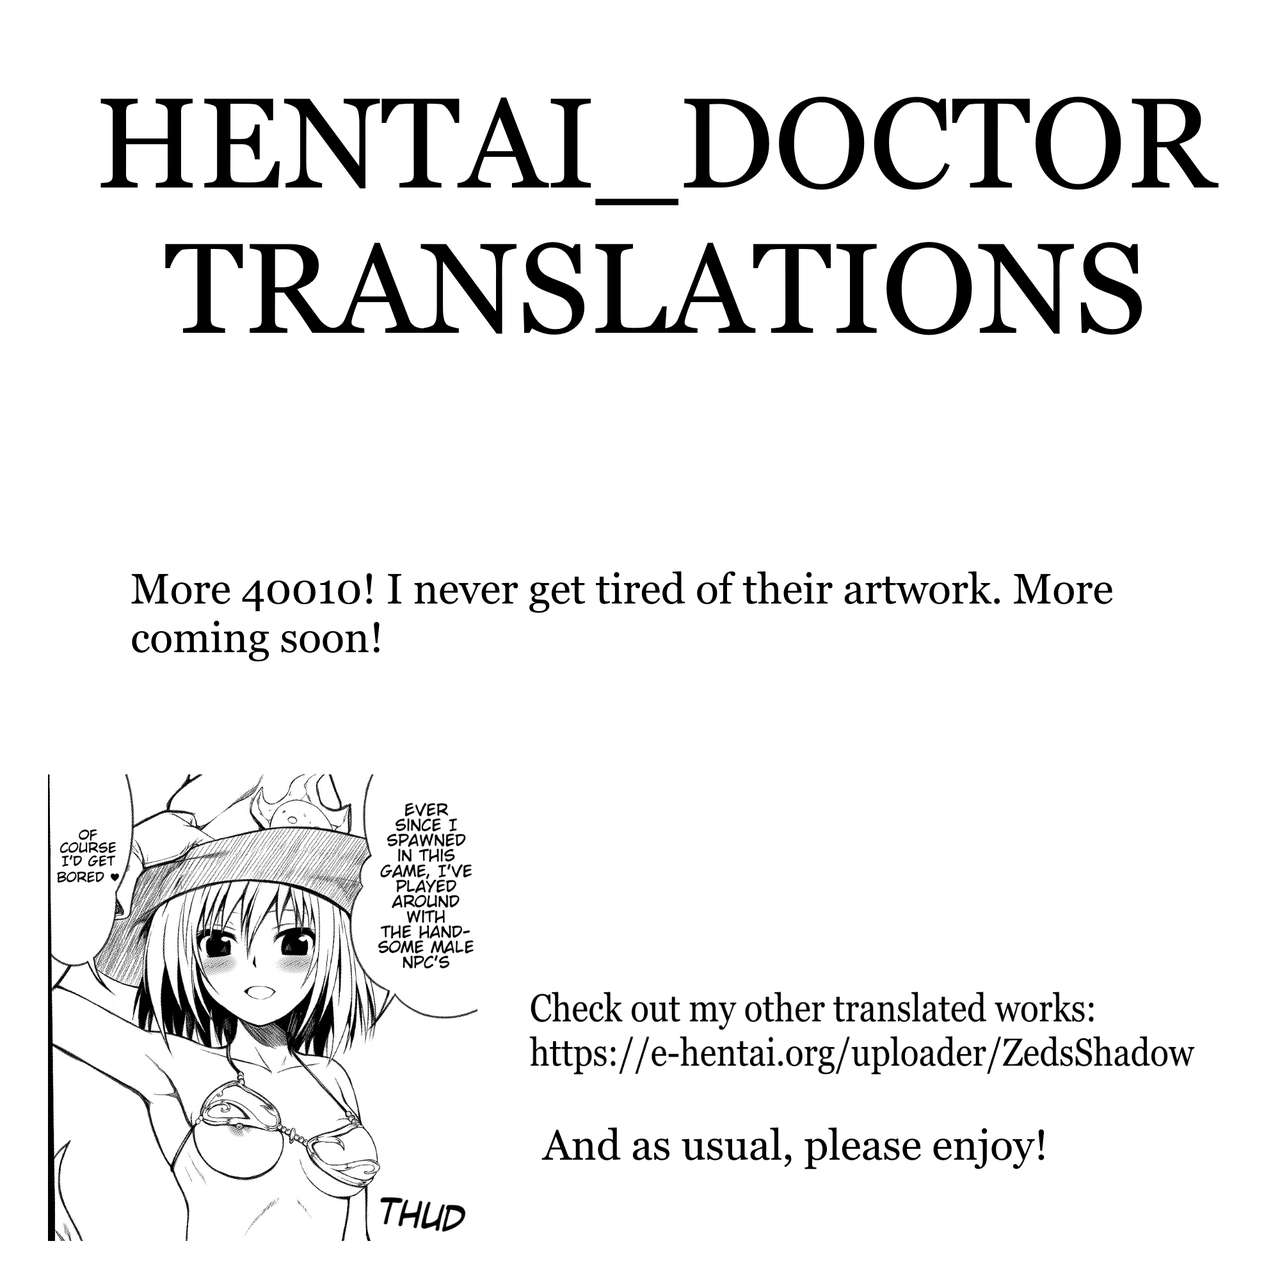 HENTAI_DOCTOR
TRANSLATIONS
More 40010! I never get tired of their artwork. More
coming soon!
OF
COURSE
I'D GET
BORED ♥
EVER
SINCE I
SPAWNED
IN THIS
GAME, I'VE
PLAYED
AROUND
WITH
THE HAND-
SOME MALE
NPC'S
THUD
Check out my other translated works:
https://e-hentai.org/uploader/ZedsShadow
And as usual, please enjoy!